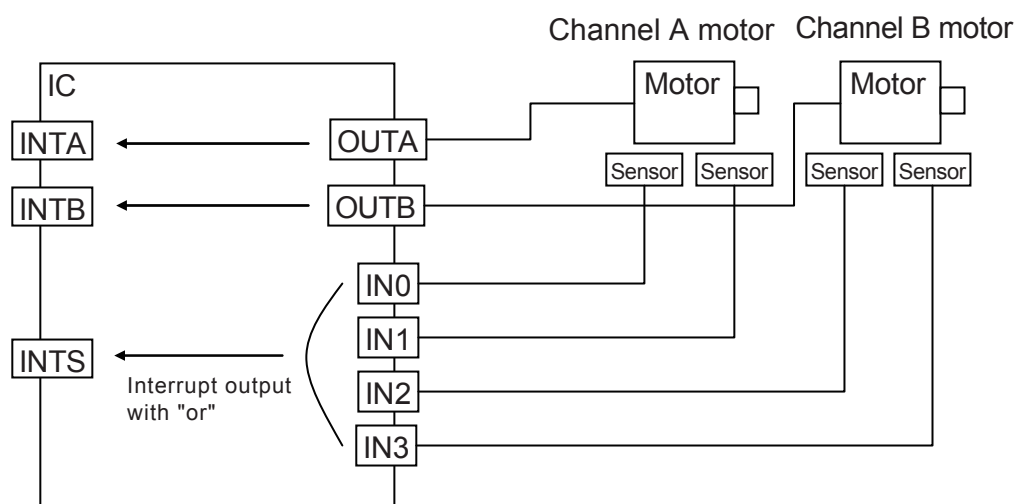 Channel A motor
Channel B motor
IC
Motor
Motor
INTA
OUTA
Sensor
Sensor
Sensor
Sensor
INTB
OUTB
IN0
IN1
INTS
Interrupt output
with "or"
IN2
IN3